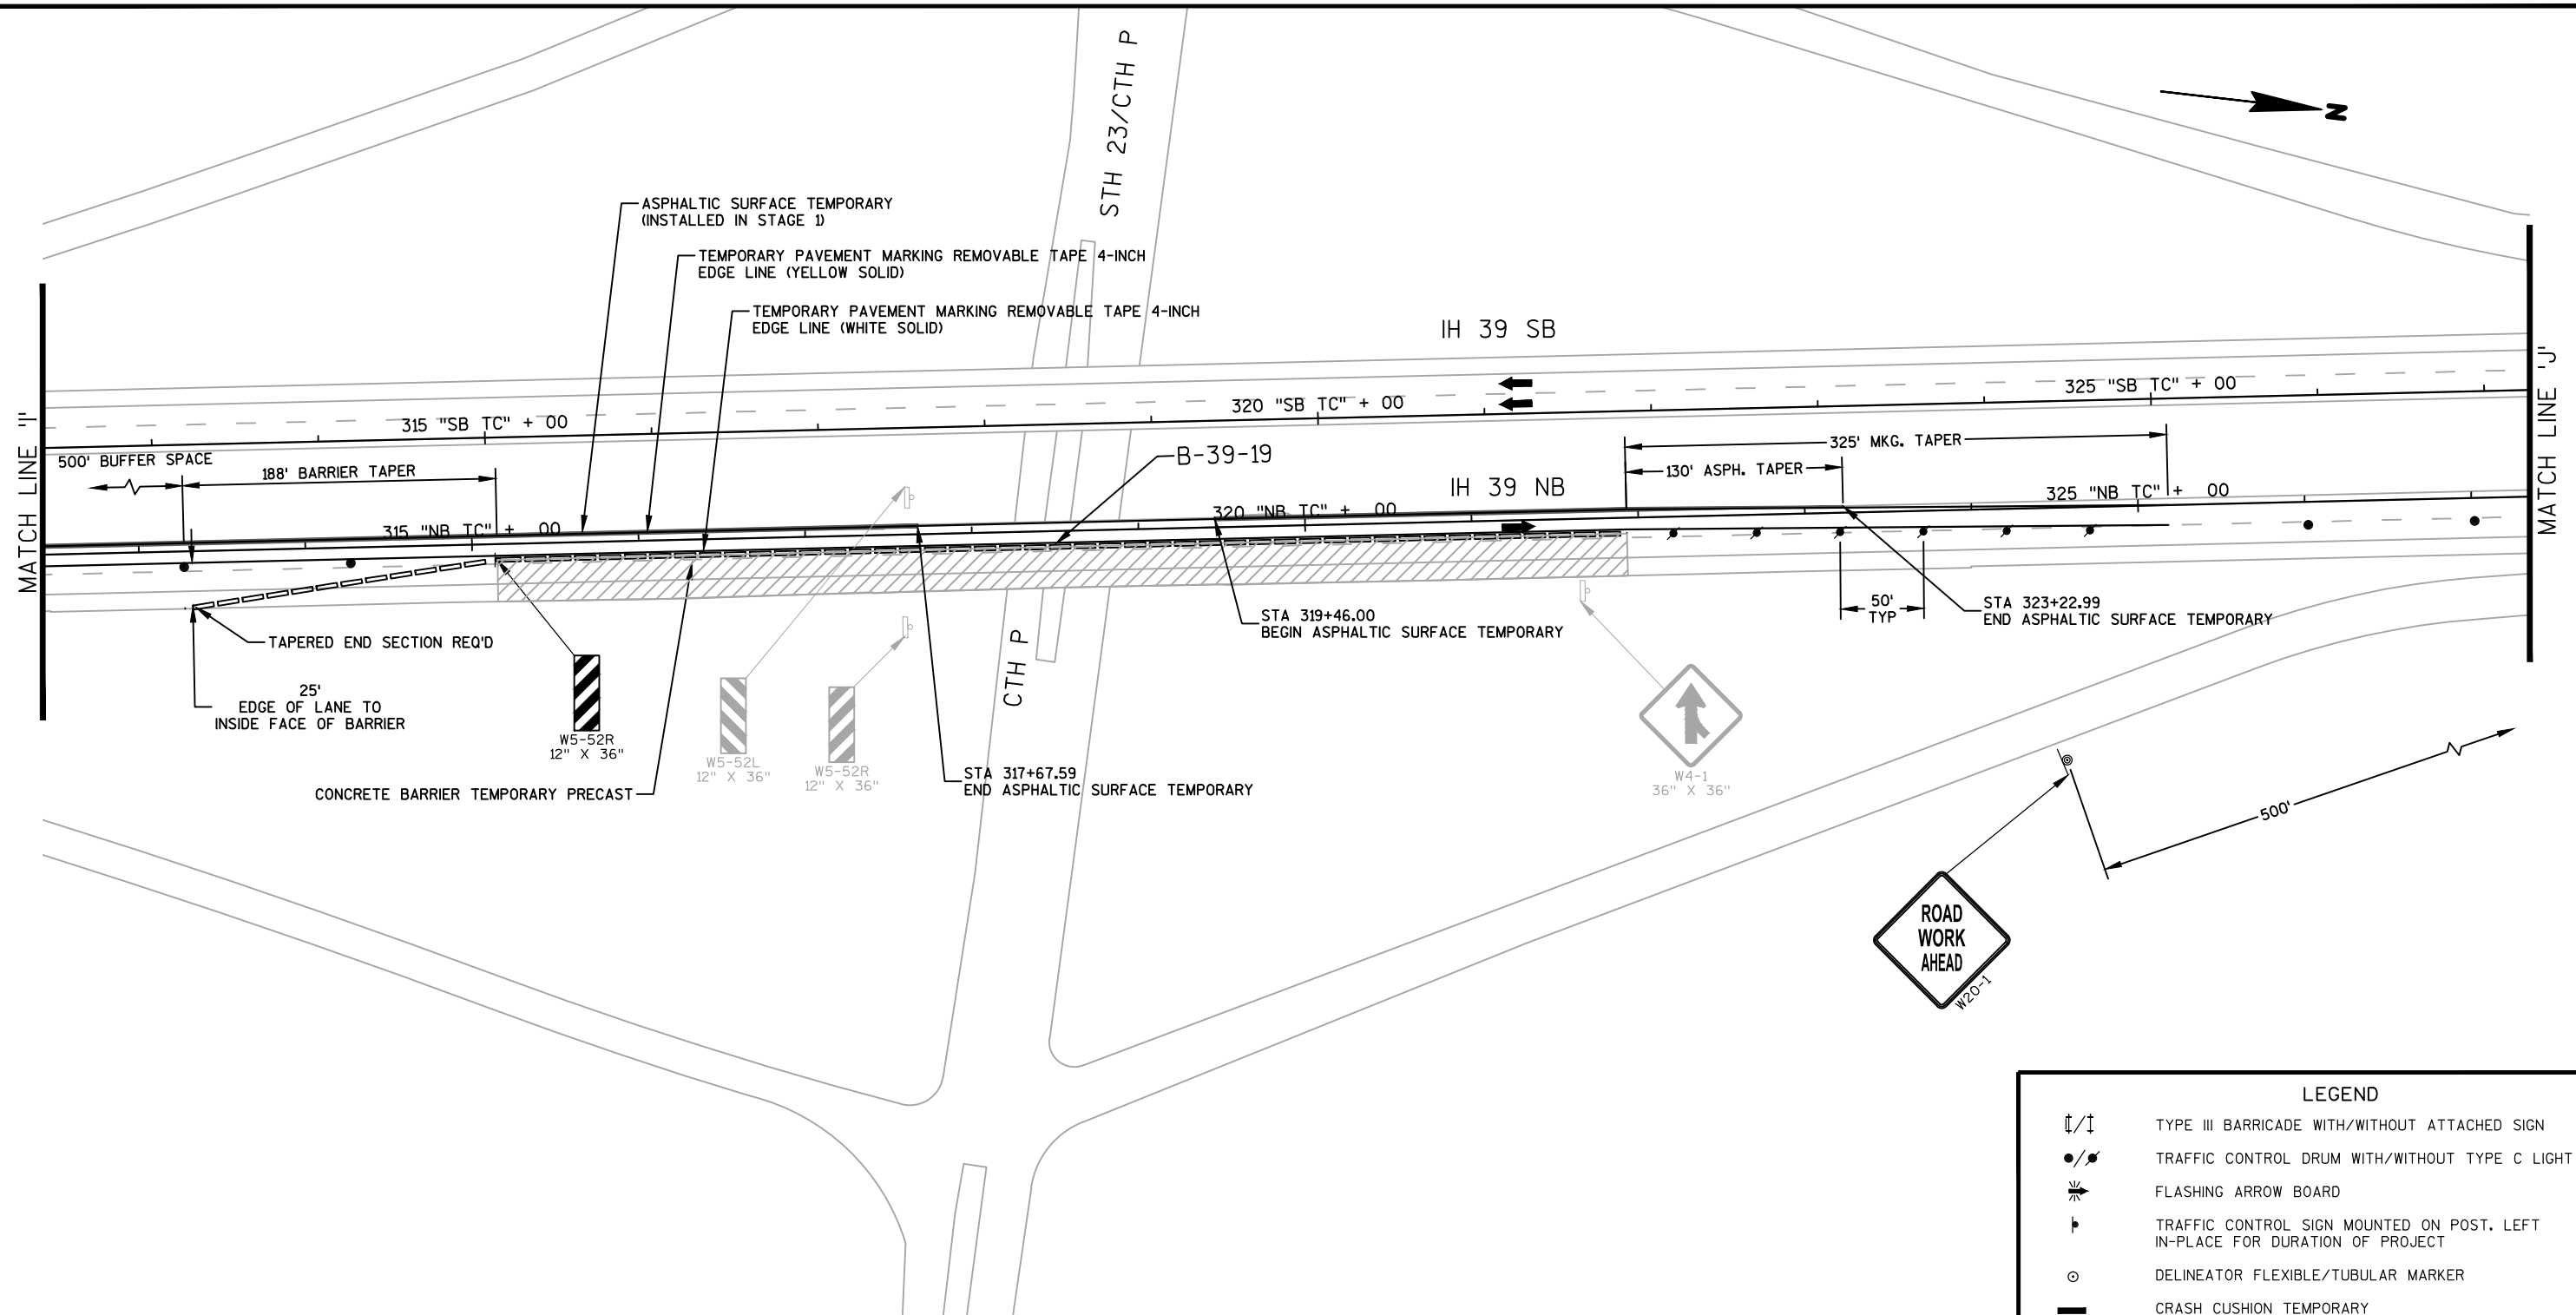 STH 23/CTH P
N
ASPHALTIC SURFACE TEMPORARY
(INSTALLED IN STAGE 1)
TEMPORARY PAVEMENT MARKING REMOVABLE TAPE 4-INCH
EDGE LINE (YELLOW SOLID)
TEMPORARY PAVEMENT MARKING REMOVABLE TAPE 4-INCH
EDGE LINE (WHITE SOLID)
IH 39 SB
MATCH LINE 'I'
MATCH LINE 'J'
315 "SB TC" + 00
320 "SB TC" + 00
325 "SB TC" + 00
500' BUFFER SPACE
188' BARRIER TAPER
B-39-19
325' MKG. TAPER
130' ASPH. TAPER
IH 39 NB
315 "NB TC" + 00
320 "NB TC" + 00
325 "NB TC" + 00
TAPERED END SECTION REQ'D
25'
EDGE OF LANE TO
INSIDE FACE OF BARRIER
W5-52R
12" X 36"
W5-52L
12" X 36"
W5-52R
12" X 36"
CONCRETE BARRIER TEMPORARY PRECAST
CTH P
STA 317+67.59
END ASPHALTIC SURFACE TEMPORARY
STA 319+46.00
BEGIN ASPHALTIC SURFACE TEMPORARY
50'
TYP
STA 323+22.99
END ASPHALTIC SURFACE TEMPORARY
W4-1
36" X 36"
500'
ROAD
WORK
AHEAD
W20-1
LEGEND
TYPE III BARRICADE WITH/WITHOUT ATTACHED SIGN
TRAFFIC CONTROL DRUM WITH/WITHOUT TYPE C LIGHT
FLASHING ARROW BOARD
TRAFFIC CONTROL SIGN MOUNTED ON POST. LEFT
IN-PLACE FOR DURATION OF PROJECT
DELINEATOR FLEXIBLE/TUBULAR MARKER
CRASH CUSHION TEMPORARY